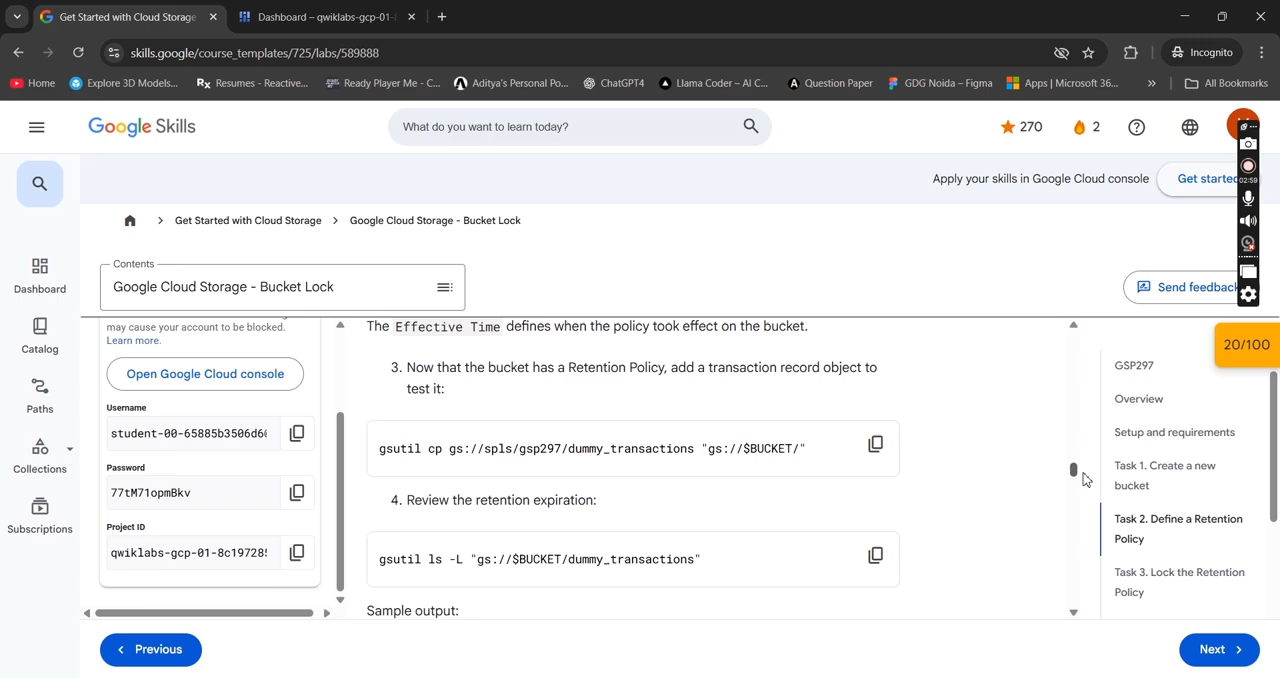 Get Started with Cloud Storage
Dashboard – qwiklabs-gcp-01-
skills.google/course_templates/725/labs/589888
Incognito
Home
Explore 3D Models...
Resumes - Reactive...
Ready Player Me - C...
Aditya's Personal Po...
ChatGPT4
Llama Coder – AI C...
Question Paper
GDG Noida – Figma
Apps | Microsoft 36...
All Bookmarks
Google Skills
What do you want to learn today?
270
2
02:59
Apply your skills in Google Cloud console
Get started
Get Started with Cloud Storage
Google Cloud Storage - Bucket Lock
Contents
Google Cloud Storage - Bucket Lock
Send feedback
Dashboard
Catalog
Paths
Collections
Subscriptions
may cause your account to be blocked.
Learn more.
Open Google Cloud console
Username
student-00-65885b3506d6
Password
77tM71opmBkv
Project ID
qwiklabs-gcp-01-8c19728
The Effective Time defines when the policy took effect on the bucket.
3. Now that the bucket has a Retention Policy, add a transaction record object to
test it:
gsutil cp gs://spls/gsp297/dummy_transactions "gs://$BUCKET/"
4. Review the retention expiration:
gsutil ls -L "gs://$BUCKET/dummy_transactions"
Sample output:
20/100
GSP297
Overview
Setup and requirements
Task 1. Create a new
bucket
Task 2. Define a Retention
Policy
Task 3. Lock the Retention
Policy
Previous
Next